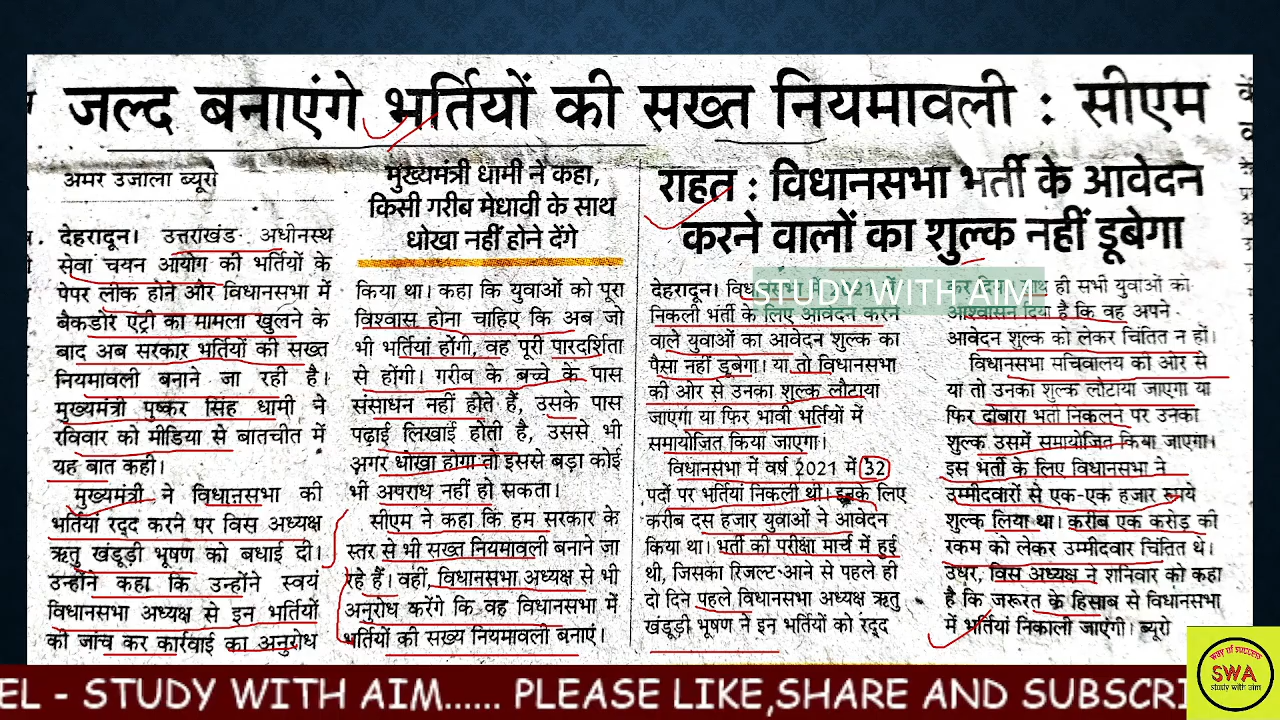 जल्द बनाएंगे भर्तियों की सख्त नियमावली : सीएम
अमर उजाला ब्यूरो
देहरादून। उत्तराखंड अधीनस्थ
सेवा चयन आयोग की भर्तियों के
पेपर लीक होने और विधानसभा में
बैकडोर एंट्री का मामला खुलने के
बाद अब सरकार भर्तियों की सख्त
नियमावली बनाने जा रही है।
मुख्यमंत्री पुष्कर सिंह धामी ने
रविवार को मीडिया से बातचीत में
यह बात कही।
मुख्यमंत्री ने विधानसभा की
भर्तियां रद्द करने पर विस अध्यक्ष
ऋतु खंडूड़ी भूषण को बधाई दी।
उन्होंने कहा कि उन्होंने स्वयं
विधानसभा अध्यक्ष से इन भर्तियों
की जांच कर कार्रवाई का अनुरोध
मुख्यमंत्री धामी ने कहा,
किसी गरीब मेधावी के साथ
धोखा नहीं होने देंगे
किया था। कहा कि युवाओं को पूरा
विश्वास होना चाहिए कि अब जो
भी भर्तियां होंगी, वह पूरी पारदर्शिता
से होंगी। गरीब के बच्चे के पास
संसाधन नहीं होते हैं, उसके पास
पढ़ाई लिखाई होती है, उससे भी
अगर धोखा होगा तो इससे बड़ा कोई
भी अपराध नहीं हो सकता।
सीएम ने कहा कि हम सरकार के
स्तर से भी सख्त नियमावली बनाने जा
रहे हैं। वहीं, विधानसभा अध्यक्ष से भी
अनुरोध करेंगे कि वह विधानसभा में
भर्तियों की सख्य नियमावली बनाएं।
राहत : विधानसभा भर्ती के आवेदन
करने वालों का शुल्क नहीं डूबेगा
देहरादून। विधानसभा में
निकली भर्ती के लिए आवेदन करने
वाले युवाओं का आवेदन शुल्क का
पैसा नहीं डूबेगा। या तो विधानसभा
की ओर से उनका शुल्क लौटाया
जाएगा या फिर भावी भर्तियों में
समायोजित किया जाएगा।
विधानसभा में वर्ष 2021 में 32
पदों पर भर्तियां निकली थी। इनके लिए
करीब दस हजार युवाओं ने आवेदन
किया था। भर्ती की परीक्षा मार्च में हुई
थी, जिसका रिजल्ट आने से पहले ही
दो दिन पहले विधानसभा अध्यक्ष ऋतु
खंडूड़ी भूषण ने इन भर्तियों को रद्द
कर दिया। साथ ही सभी युवाओं को
आश्वासन दिया है कि वह अपने
आवेदन शुल्क को लेकर चिंतित न हों।
विधानसभा सचिवालय की ओर से
या तो उनका शुल्क लौटाया जाएगा या
फिर दोबारा भर्ती निकलने पर उनका
शुल्क उसमें समायोजित किया जाएगा।
इस भर्ती के लिए विधानसभा ने
उम्मीदवारों से एक-एक हजार रुपये
शुल्क लिया था। करीब एक करोड़ की
रकम को लेकर उम्मीदवार चिंतित थे।
उधर, विस अध्यक्ष ने शनिवार को कहा
है कि जरूरत के हिसाब से विधानसभा
में भर्तियां निकाली जाएंगी। ब्यूरो
STUDY WITH AIM
EL - STUDY WITH AIM...... PLEASE LIKE,SHARE AND SUBSCRI
way of success
SWA
study with aim